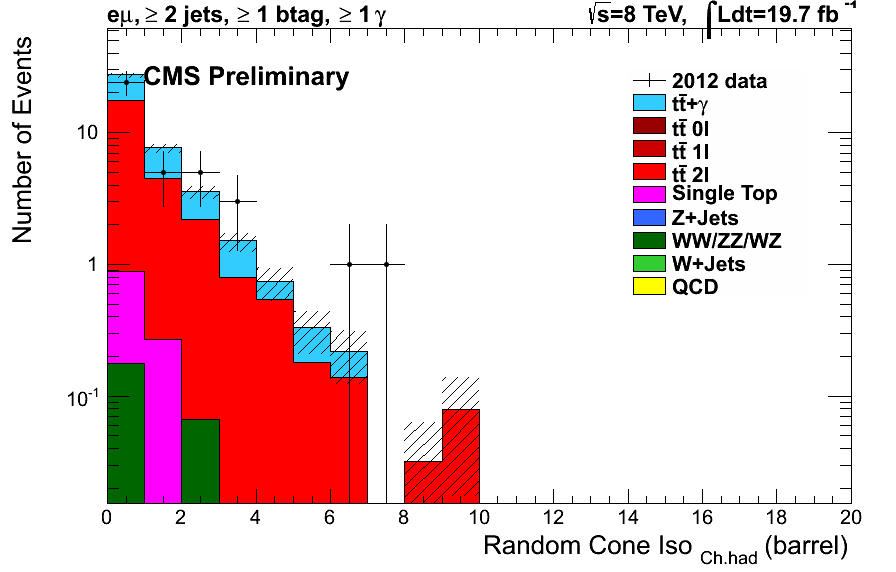 eμ, ≥ 2 jets, ≥ 1 btag, ≥ 1 γ
√s=8 TeV, ∫Ldt=19.7 fb⁻¹
CMS Preliminary
2012 data
tt̄+γ
tt̄ 0l
tt̄ 1l
tt̄ 2l
Single Top
Z+Jets
WW/ZZ/WZ
W+Jets
QCD
Number of Events
10
1
10⁻¹
0 2 4 6 8 10 12 14 16 18 20
Random Cone Iso Ch.had (barrel)